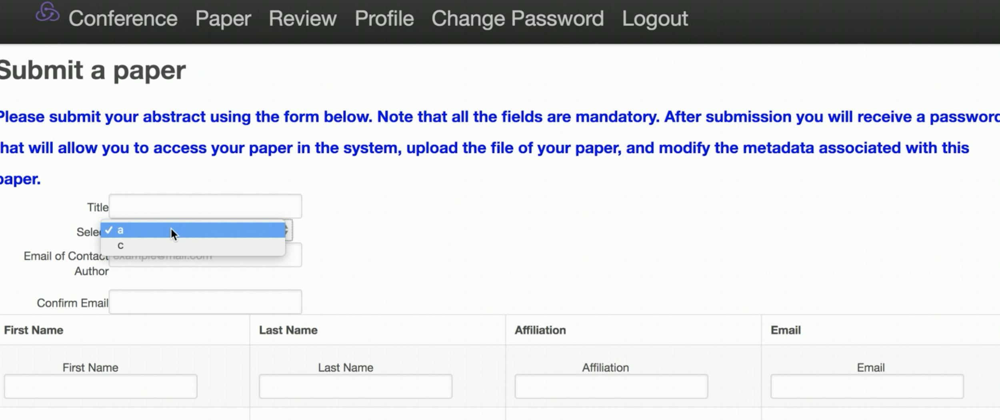 Conference Paper Review Profile Change Password Logout
Submit a paper
Please submit your abstract using the form below. Note that all the fields are mandatory. After submission you will receive a password
that will allow you to access your paper in the system, upload the file of your paper, and modify the metadata associated with this
paper.
Title
Selec
a
c
Email of Contact
example@mail.com
Author
Confirm Email
First Name Last Name Affiliation Email
First Name Last Name Affiliation Email